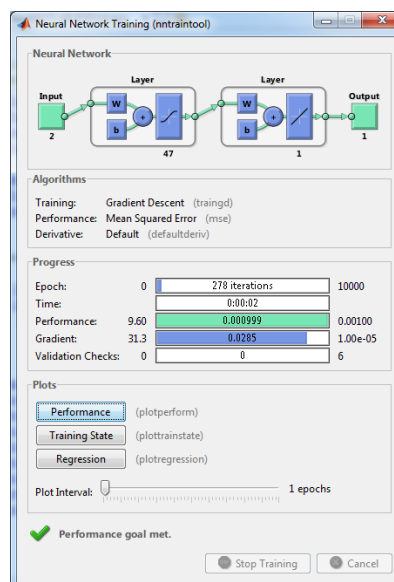 Neural Network Training (nntraintool)
Neural Network
Layer Layer
Input Output
W W
b b
2 47 1 1
Algorithms
Training: Gradient Descent (traingd)
Performance: Mean Squared Error (mse)
Derivative: Default (defaultderiv)
Progress
Epoch: 0 278 iterations 10000
Time: 0:00:02
Performance: 9.60 0.000999 0.00100
Gradient: 31.3 0.0285 1.00e-05
Validation Checks: 0 0 6
Plots
Performance (plotperform)
Training State (plottrainstate)
Regression (plotregression)
Plot Interval: 1 epochs
Performance goal met.
Stop Training Cancel